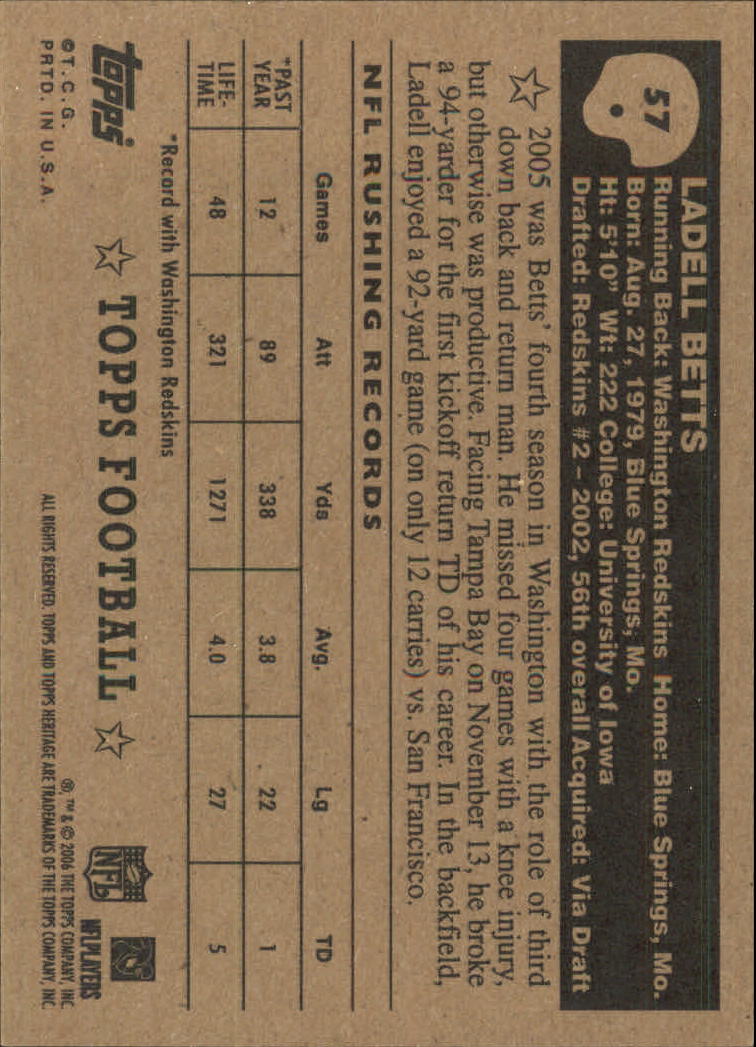 57
LADELL BETTS
Running Back: Washington Redskins Home: Blue Springs, Mo.
Born: Aug. 27, 1979, Blue Springs, Mo.
Ht: 5'10" Wt: 222 College: University of Iowa
Drafted: Redskins #2 – 2002, 56th overall Acquired: Via Draft
2005 was Betts' fourth season in Washington with the role of third
down back and return man. He missed four games with a knee injury,
but otherwise was productive. Facing Tampa Bay on November 13, he broke
a 94-yarder for the first kickoff return TD of his career. In the backfield,
Ladell enjoyed a 92-yard game (on only 12 carries) vs. San Francisco.
NFL RUSHING RECORDS
Games Att Yds Avg. Lg TD
*PAST YEAR 12 89 338 3.8 22 1
LIFE-TIME 48 321 1271 4.0 27 5
*Record with Washington Redskins
topps
©T.C.G.
PRTD. IN U.S.A.
TOPPS FOOTBALL
NFL
NFL PLAYERS
®, ™ & © 2006 THE TOPPS COMPANY, INC.
ALL RIGHTS RESERVED. TOPPS AND TOPPS HERITAGE ARE TRADEMARKS OF THE TOPPS COMPANY, INC.